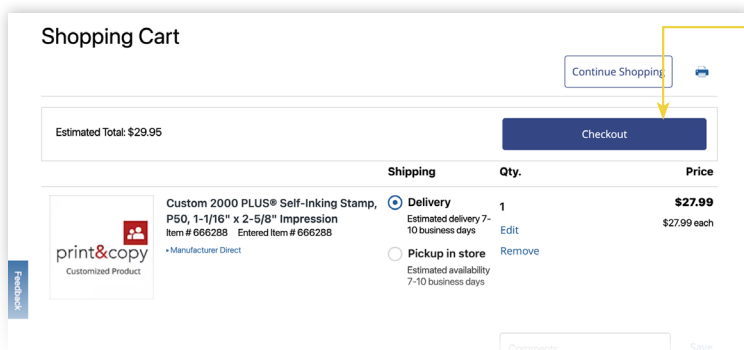 Shopping Cart
Continue Shopping
Estimated Total: $29.95
Checkout
Shipping
Qty.
Price
Custom 2000 PLUS® Self-Inking Stamp,
P50, 1-1/16" x 2-5/8" Impression
Item # 666288 Entered Item # 666288
▸Manufacturer Direct
print&copy
Customized Product
Delivery
Estimated delivery 7-
10 business days
Pickup in store
Estimated availability
7-10 business days
1
Edit
Remove
$27.99
$27.99 each
Feedback
Comments
Save